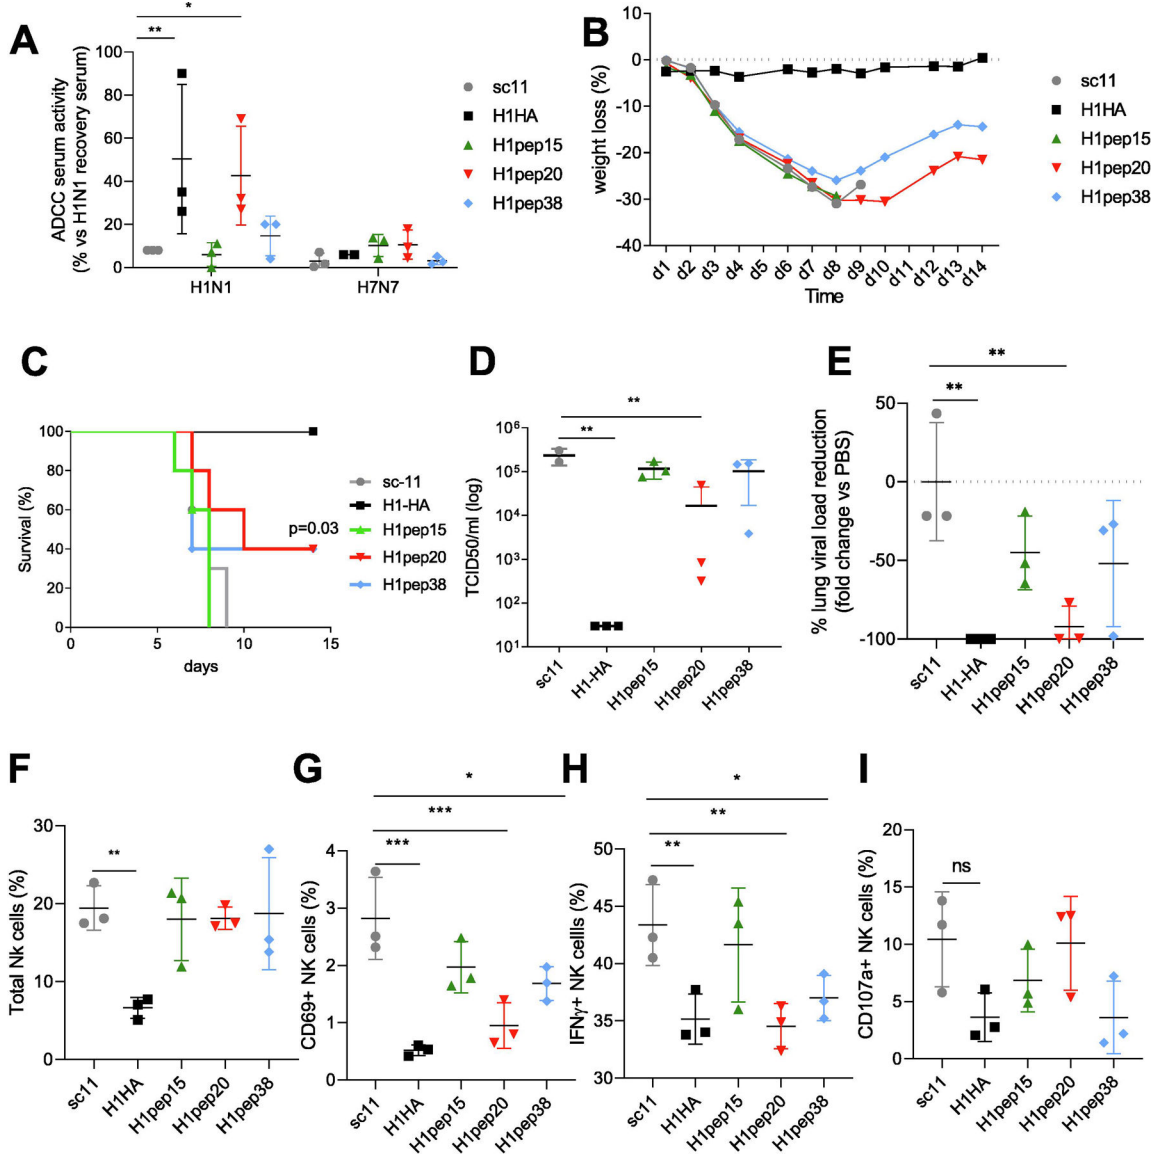 A
ADCC serum activity
(% vs H1N1 recovery serum)
100
80
60
40
20
0
*
**
H1N1
H7N7
sc11
H1HA
H1pep15
H1pep20
H1pep38
B
weight loss (%)
0
-10
-20
-30
-40
d1
d2
d3
d4
d5
d6
d7
d8
d9
d10
d11
d12
d13
d14
Time
sc11
H1HA
H1pep15
H1pep20
H1pep38
C
Survival (%)
100
80
60
40
20
0
0
5
10
15
days
p=0.03
sc-11
H1-HA
H1pep15
H1pep20
H1pep38
D
TCID50/ml (log)
10⁶
10⁵
10⁴
10³
10²
10¹
**
**
sc11
H1-HA
H1pep15
H1pep20
H1pep38
E
% lung viral load reduction
(fold change vs PBS)
50
0
-50
-100
**
**
sc11
H1-HA
H1pep15
H1pep20
H1pep38
F
Total Nk cells (%)
30
20
10
0
**
sc11
H1HA
H1pep15
H1pep20
H1pep38
G
CD69+ NK cells (%)
4
3
2
1
0
*
***
***
sc11
H1HA
H1pep15
H1pep20
H1pep38
H
IFNγ+ NK cellls (%)
50
45
40
35
30
*
**
**
sc11
H1HA
H1pep15
H1pep20
H1pep38
I
CD107a+ NK cells (%)
20
15
10
5
0
ns
sc11
H1HA
H1pep15
H1pep20
H1pep38